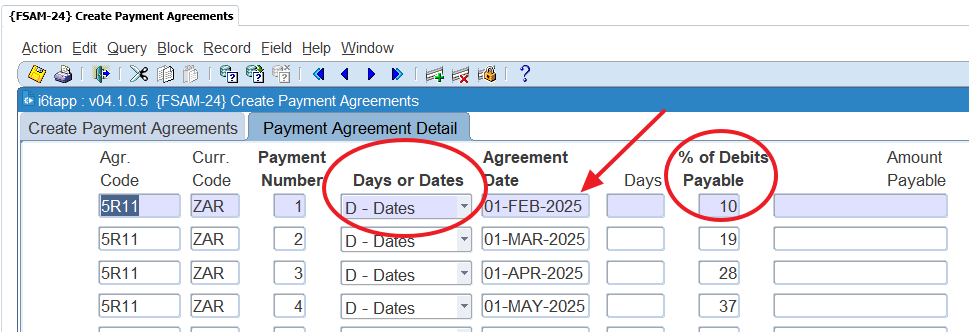 {FSAM-24} Create Payment Agreements
Action Edit Query Block Record Field Help Window
i6tapp : v04.1.0.5 {FSAM-24} Create Payment Agreements
Create Payment Agreements Payment Agreement Detail
Agr. Curr. Payment Agreement % of Debits Amount
Code Code Number Days or Dates Date Days Payable Payable
5R11 ZAR 1 D - Dates 01-FEB-2025 10
5R11 ZAR 2 D - Dates 01-MAR-2025 19
5R11 ZAR 3 D - Dates 01-APR-2025 28
5R11 ZAR 4 D - Dates 01-MAY-2025 37